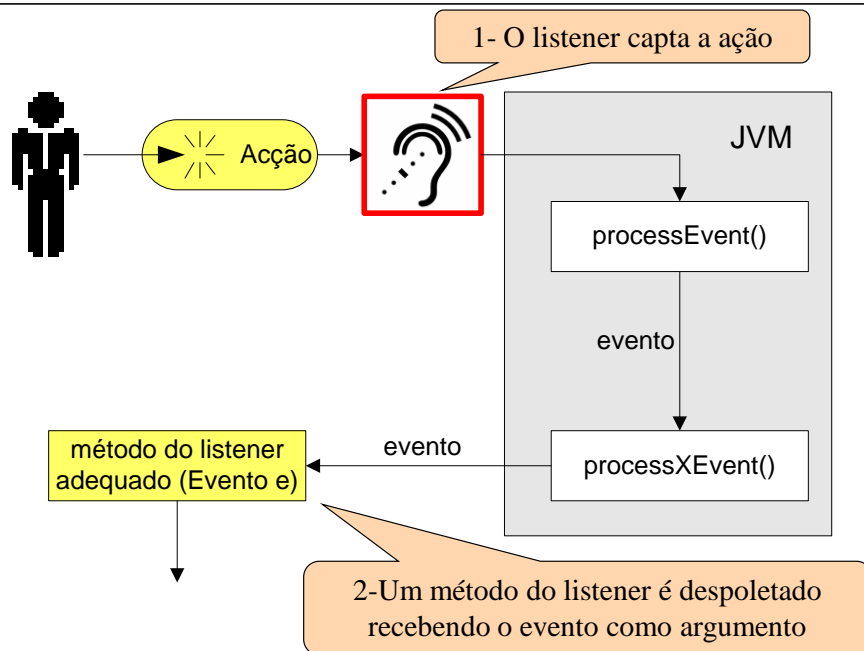 1- O listener capta a ação
Acção
JVM
processEvent()
evento
processXEvent()
evento
método do listener
adequado (Evento e)
2-Um método do listener é despoletado
recebendo o evento como argumento